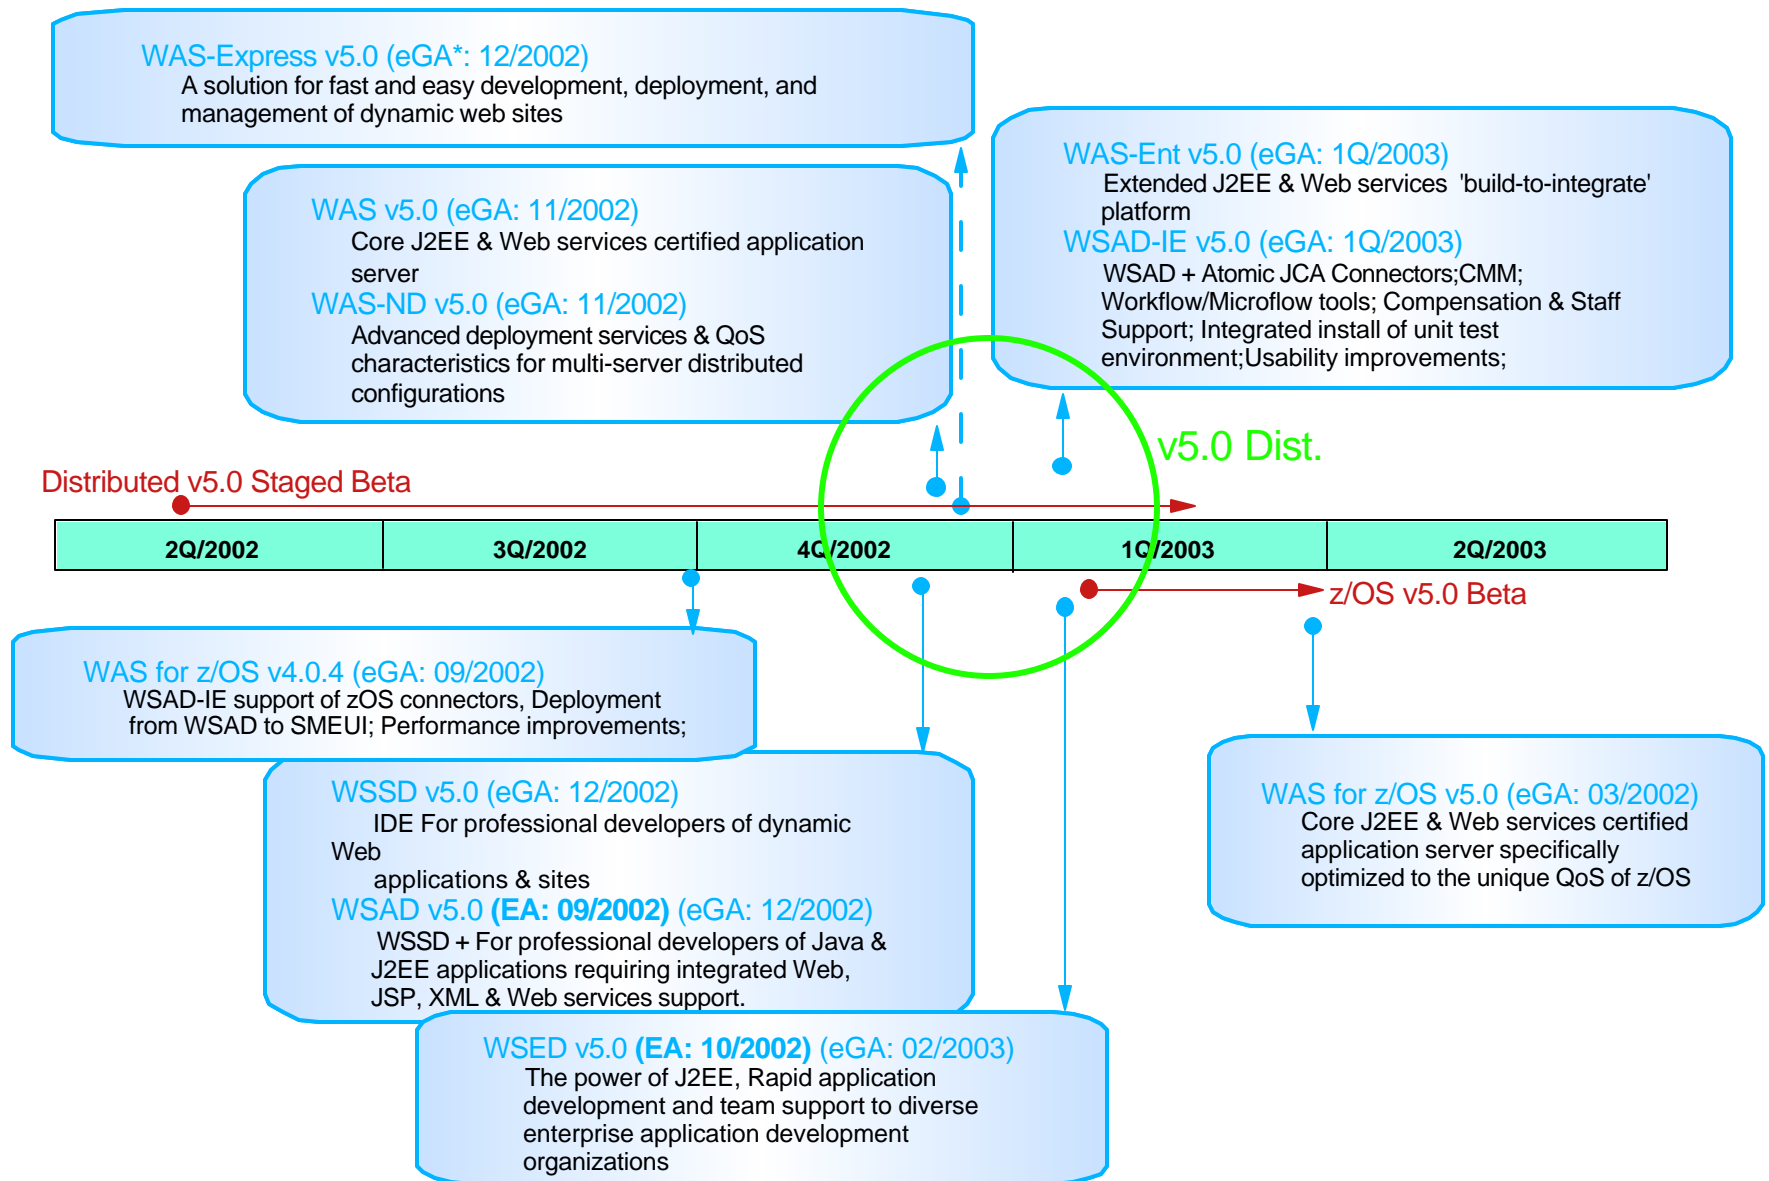 WAS-Express v5.0 (eGA*: 12/2002)
A solution for fast and easy development, deployment, and
management of dynamic web sites
WAS v5.0 (eGA: 11/2002)
Core J2EE & Web services certified application
server
WAS-ND v5.0 (eGA: 11/2002)
Advanced deployment services & QoS
characteristics for multi-server distributed
configurations
WAS-Ent v5.0 (eGA: 1Q/2003)
Extended J2EE & Web services 'build-to-integrate'
platform
WSAD-IE v5.0 (eGA: 1Q/2003)
WSAD + Atomic JCA Connectors;CMM;
Workflow/Microflow tools; Compensation & Staff
Support; Integrated install of unit test
environment;Usability improvements;
v5.0 Dist.
Distributed v5.0 Staged Beta
2Q/2002 3Q/2002 4Q/2002 1Q/2003 2Q/2003
z/OS v5.0 Beta
WAS for z/OS v4.0.4 (eGA: 09/2002)
WSAD-IE support of zOS connectors, Deployment
from WSAD to SMEUI; Performance improvements;
WSSD v5.0 (eGA: 12/2002)
IDE For professional developers of dynamic
Web
applications & sites
WSAD v5.0 (EA: 09/2002) (eGA: 12/2002)
WSSD + For professional developers of Java &
J2EE applications requiring integrated Web,
JSP, XML & Web services support.
WSED v5.0 (EA: 10/2002) (eGA: 02/2003)
The power of J2EE, Rapid application
development and team support to diverse
enterprise application development
organizations
WAS for z/OS v5.0 (eGA: 03/2002)
Core J2EE & Web services certified
application server specifically
optimized to the unique QoS of z/OS